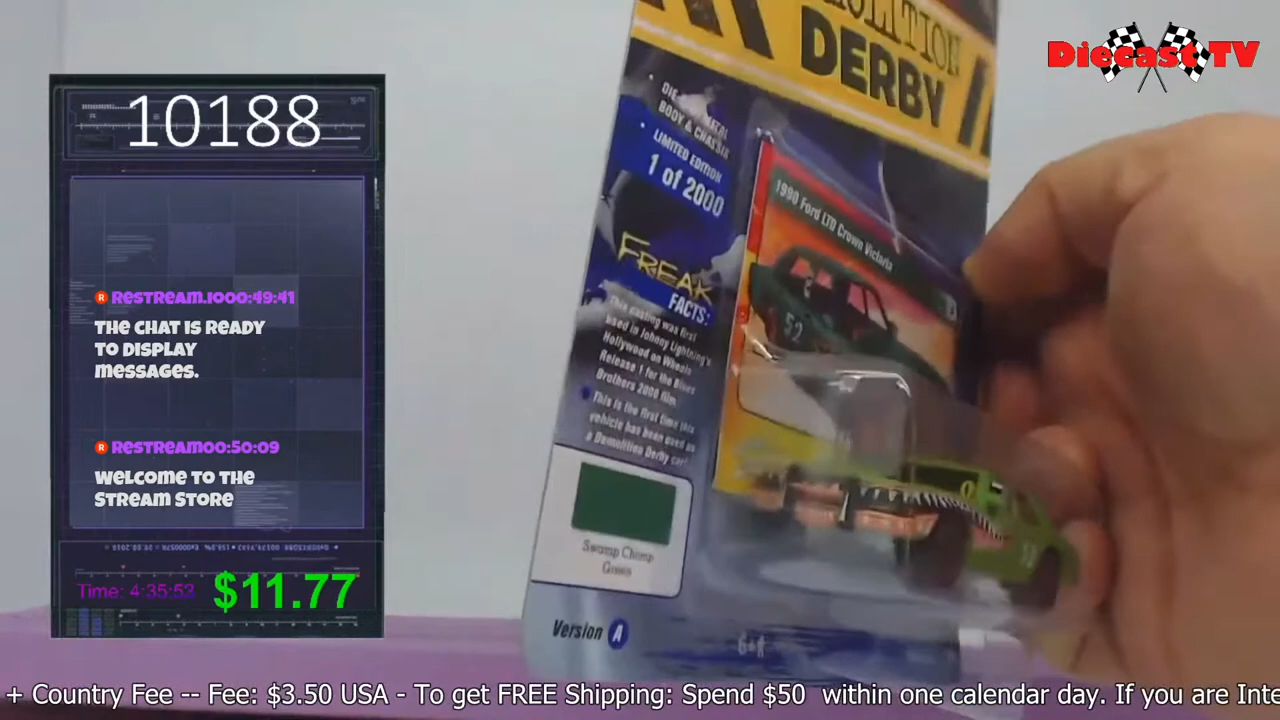 Diecast TV
10188
Restream.1000:49:41
THE CHAT IS READY
TO DISPLAY
MESSAGES.
Restream00:50:09
WELCOME TO THE
STREAM STORE
Time: 4:35:53
$11.77
DERBY
BODY & CHASSIS
LIMITED EDITION
1 of 2000
FREAK
FACTS:
This casting was first
used in Johnny Lightning's
Hollywood on Wheels
Release 1 for the Blues
Brothers 2000 film.
This is the first time this
vehicle has been used as
a Demolition Derby car!
1990 Ford LTD Crown Victoria
52
Swamp Chomp
Green
Version A
+ Country Fee -- Fee: $3.50 USA - To get FREE Shipping: Spend $50 within one calendar day. If you are Inte